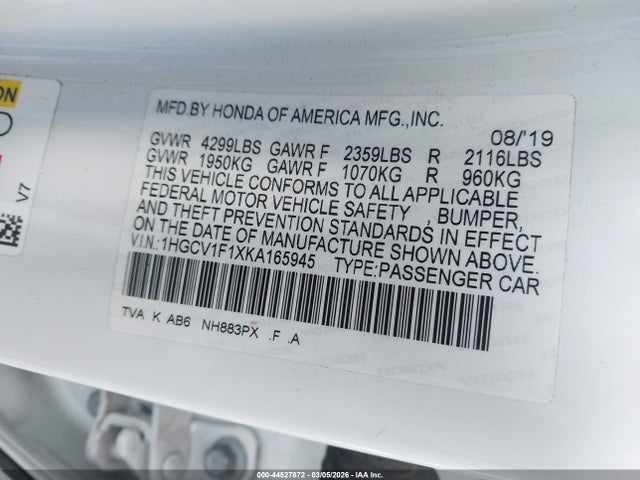 ON
V7
MFD.BY HONDA OF AMERICA MFG.,INC.
08/'19
GVWR 4299LBS GAWR F 2359LBS R 2116LBS
GVWR 1950KG GAWR F 1070KG R 960KG
THIS VEHICLE CONFORMS TO ALL APPLICABLE
FEDERAL MOTOR VEHICLE SAFETY , BUMPER,
AND THEFT PREVENTION STANDARDS IN EFFECT
ON THE DATE OF MANUFACTURE SHOWN ABOVE.
V.I.N.:1HGCV1F1XKA165945 TYPE:PASSENGER CAR
TVA K AB6 NH883PX .F .A
000-44527872 - 03/05/2026 - IAA Inc.